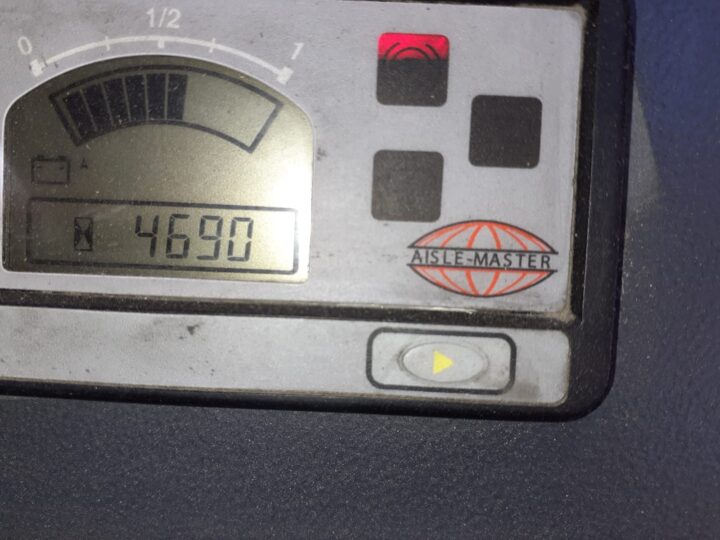 0 1/2 1
A
4690
AISLE-MASTER